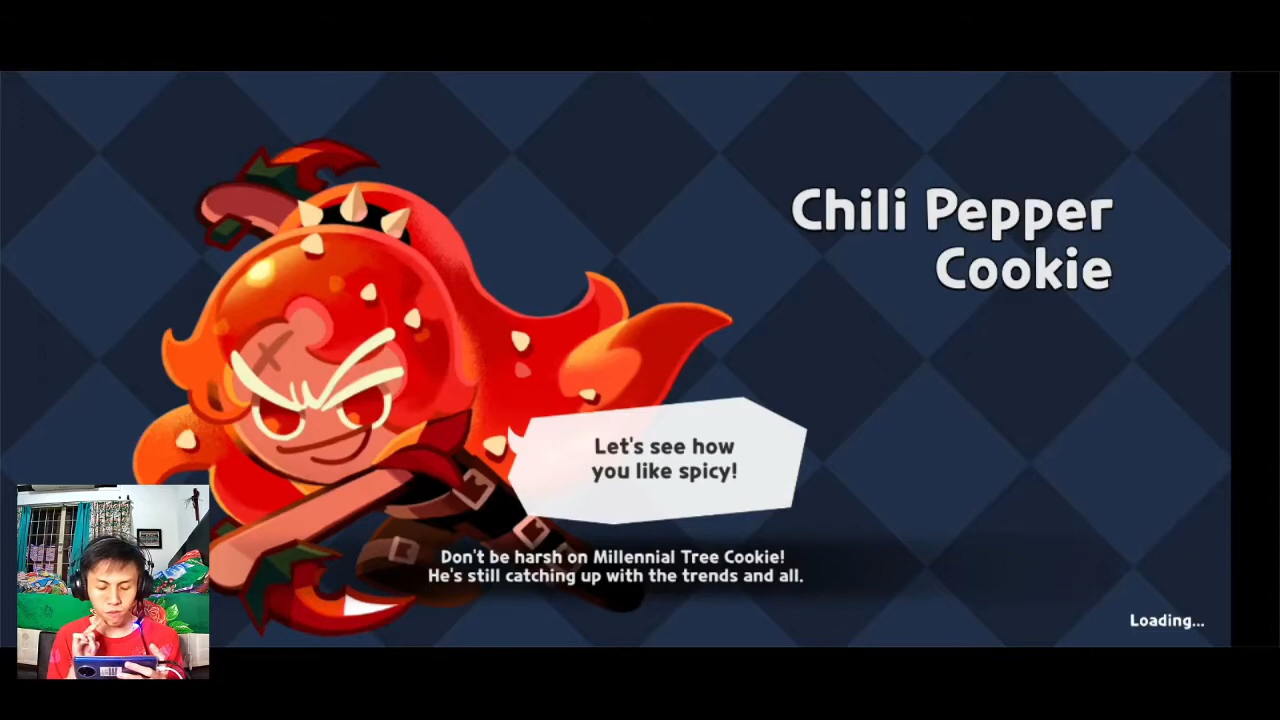 Chili Pepper
Cookie
Let's see how
you like spicy!
Don't be harsh on Millennial Tree Cookie!
He's still catching up with the trends and all.
Loading...